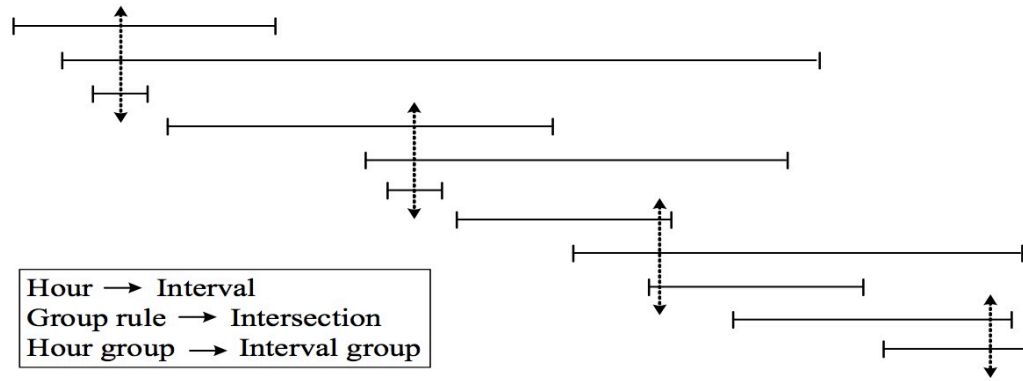 Hour → Interval
Group rule → Intersection
Hour group → Interval group